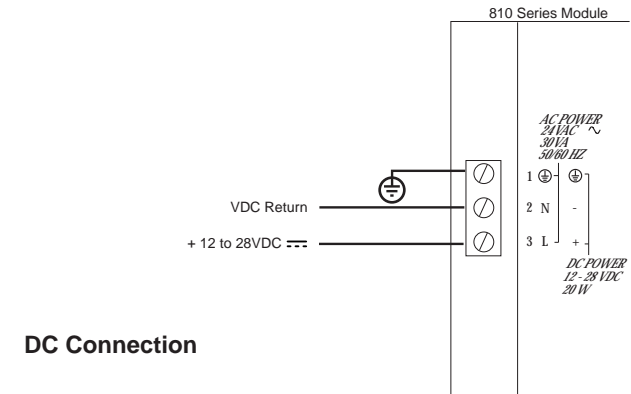 810 Series Module
AC POWER
24VAC ∿
30VA
50/60 HZ
1
VDC Return
2 N -
+ 12 to 28VDC ⎓
3 L +
DC POWER
12 - 28 VDC
20 W
DC Connection